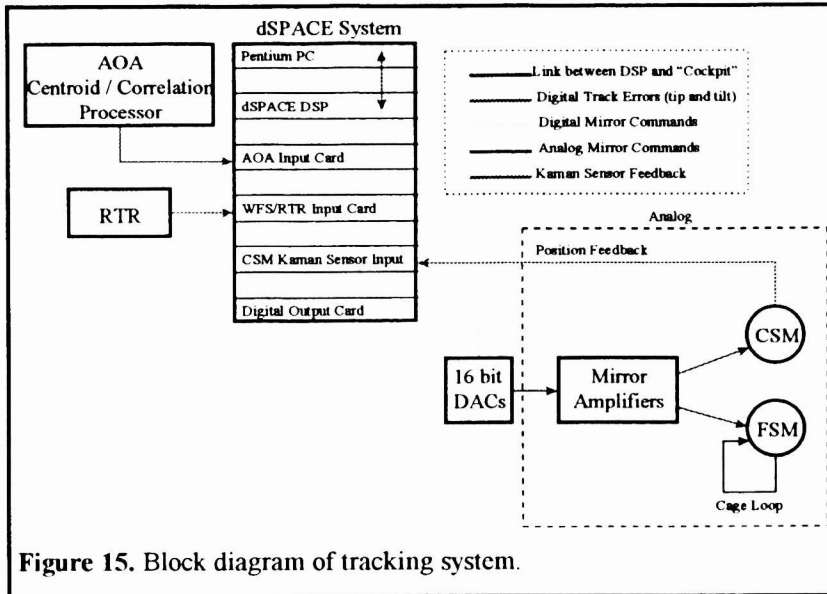 dSPACE System
AOA
Centroid / Correlation
Processor
RTR
Pentium PC
dSPACE DSP
AOA Input Card
WFS/RTR Input Card
CSM Kaman Sensor Input
Digital Output Card
Link between DSP and “Cockpit”
Digital Track Errors (tip and tilt)
Digital Mirror Commands
Analog Mirror Commands
Kaman Sensor Feedback
Analog
Position Feedback
16 bit
DACs
Mirror
Amplifiers
CSM
FSM
Cage Loop
Figure 15. Block diagram of tracking system.